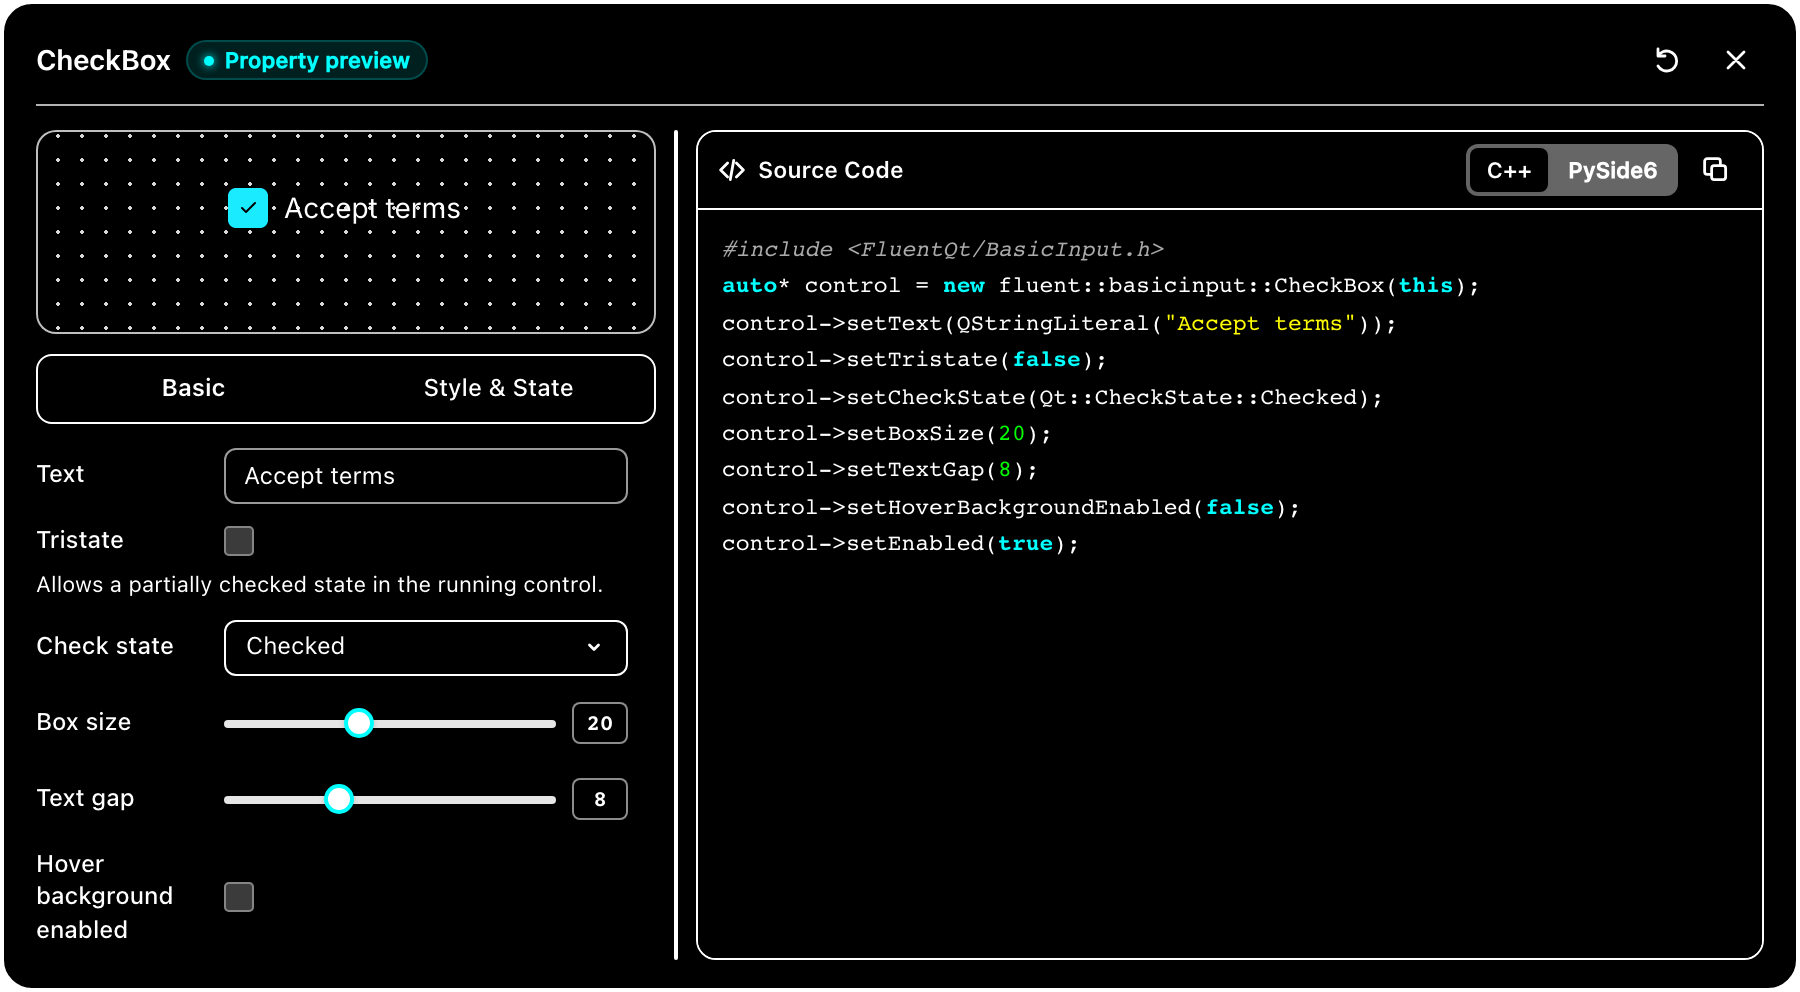 CheckBox
Property preview
Accept terms
Basic
Style & State
Text
Accept terms
Tristate
Allows a partially checked state in the running control.
Check state
Checked
Box size
20
Text gap
8
Hover
background
enabled
Source Code
C++
PySide6
#include <FluentQt/BasicInput.h>
auto* control = new fluent::basicinput::CheckBox(this);
control->setText(QStringLiteral("Accept terms"));
control->setTristate(false);
control->setCheckState(Qt::CheckState::Checked);
control->setBoxSize(20);
control->setTextGap(8);
control->setHoverBackgroundEnabled(false);
control->setEnabled(true);